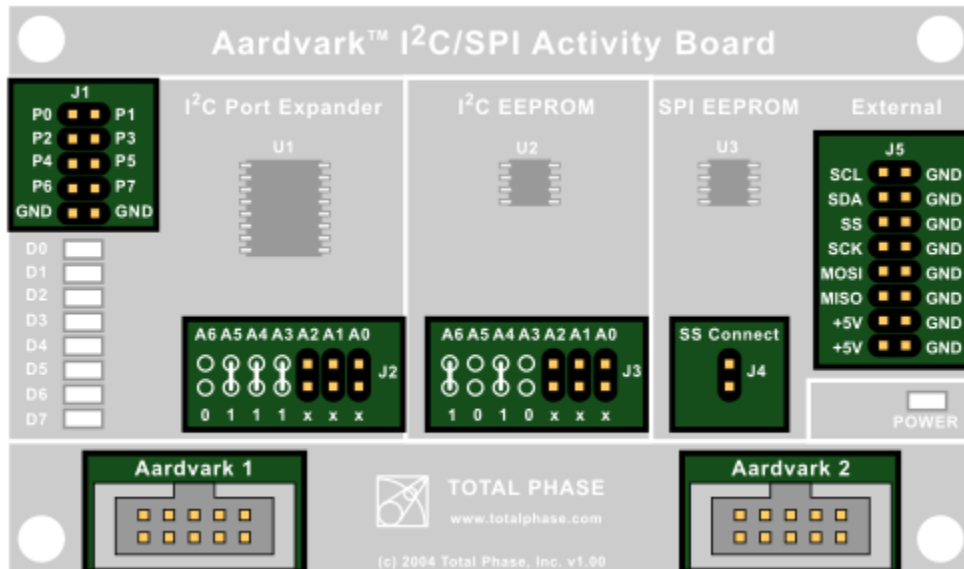 Aardvark™ I²C/SPI Activity Board
J1
P0 P1
P2 P3
P4 P5
P6 P7
GND GND
D0
D1
D2
D3
D4
D5
D6
D7
I²C Port Expander
U1
A6 A5 A4 A3 A2 A1 A0
J2
0 1 1 1 x x x
I²C EEPROM
U2
A6 A5 A4 A3 A2 A1 A0
J3
1 0 1 0 x x x
SPI EEPROM
U3
SS Connect
J4
External
J5
SCL GND
SDA GND
SS GND
SCK GND
MOSI GND
MISO GND
+5V GND
+5V GND
POWER
Aardvark 1
TOTAL PHASE
www.totalphase.com
(c) 2004 Total Phase, Inc. v1.00
Aardvark 2